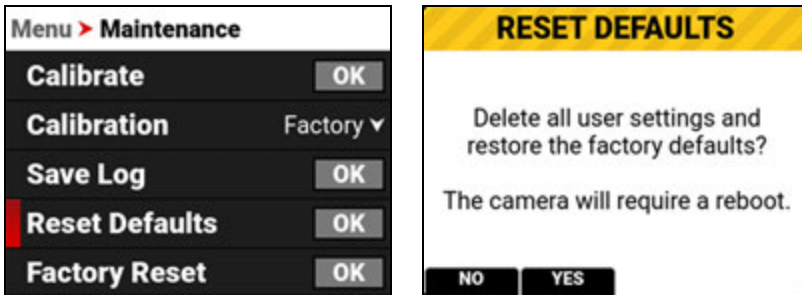 Menu > Maintenance
Calibrate OK
Calibration Factory
Save Log OK
Reset Defaults OK
Factory Reset OK
RESET DEFAULTS
Delete all user settings and
restore the factory defaults?
The camera will require a reboot.
NO YES